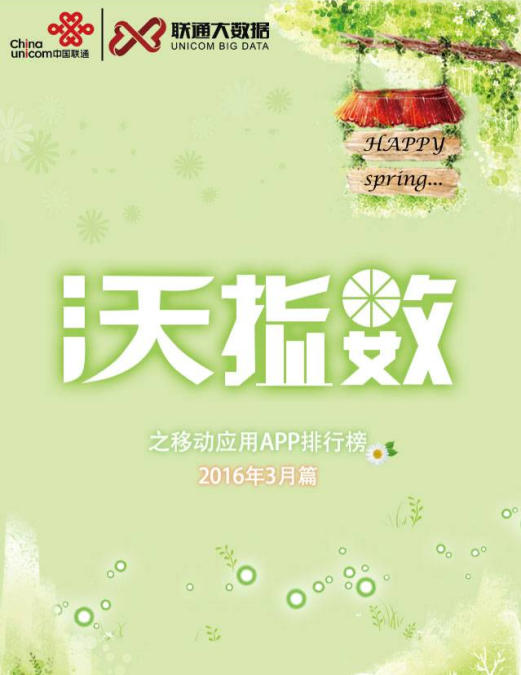 China
unicom中国联通
联通大数据
UNICOM BIG DATA
HAPPY
spring...
沃指数
之移动应用APP排行榜
2016年3月篇